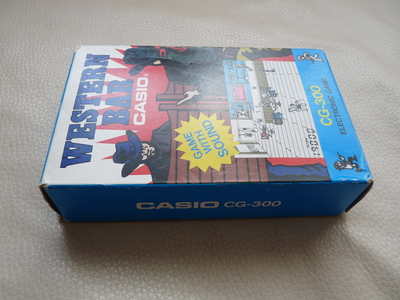 WESTERN
BAR
CASIO
GAME
WITH
SOUND
CG-300
ELECTRONIC GAME
CASIO CG-300